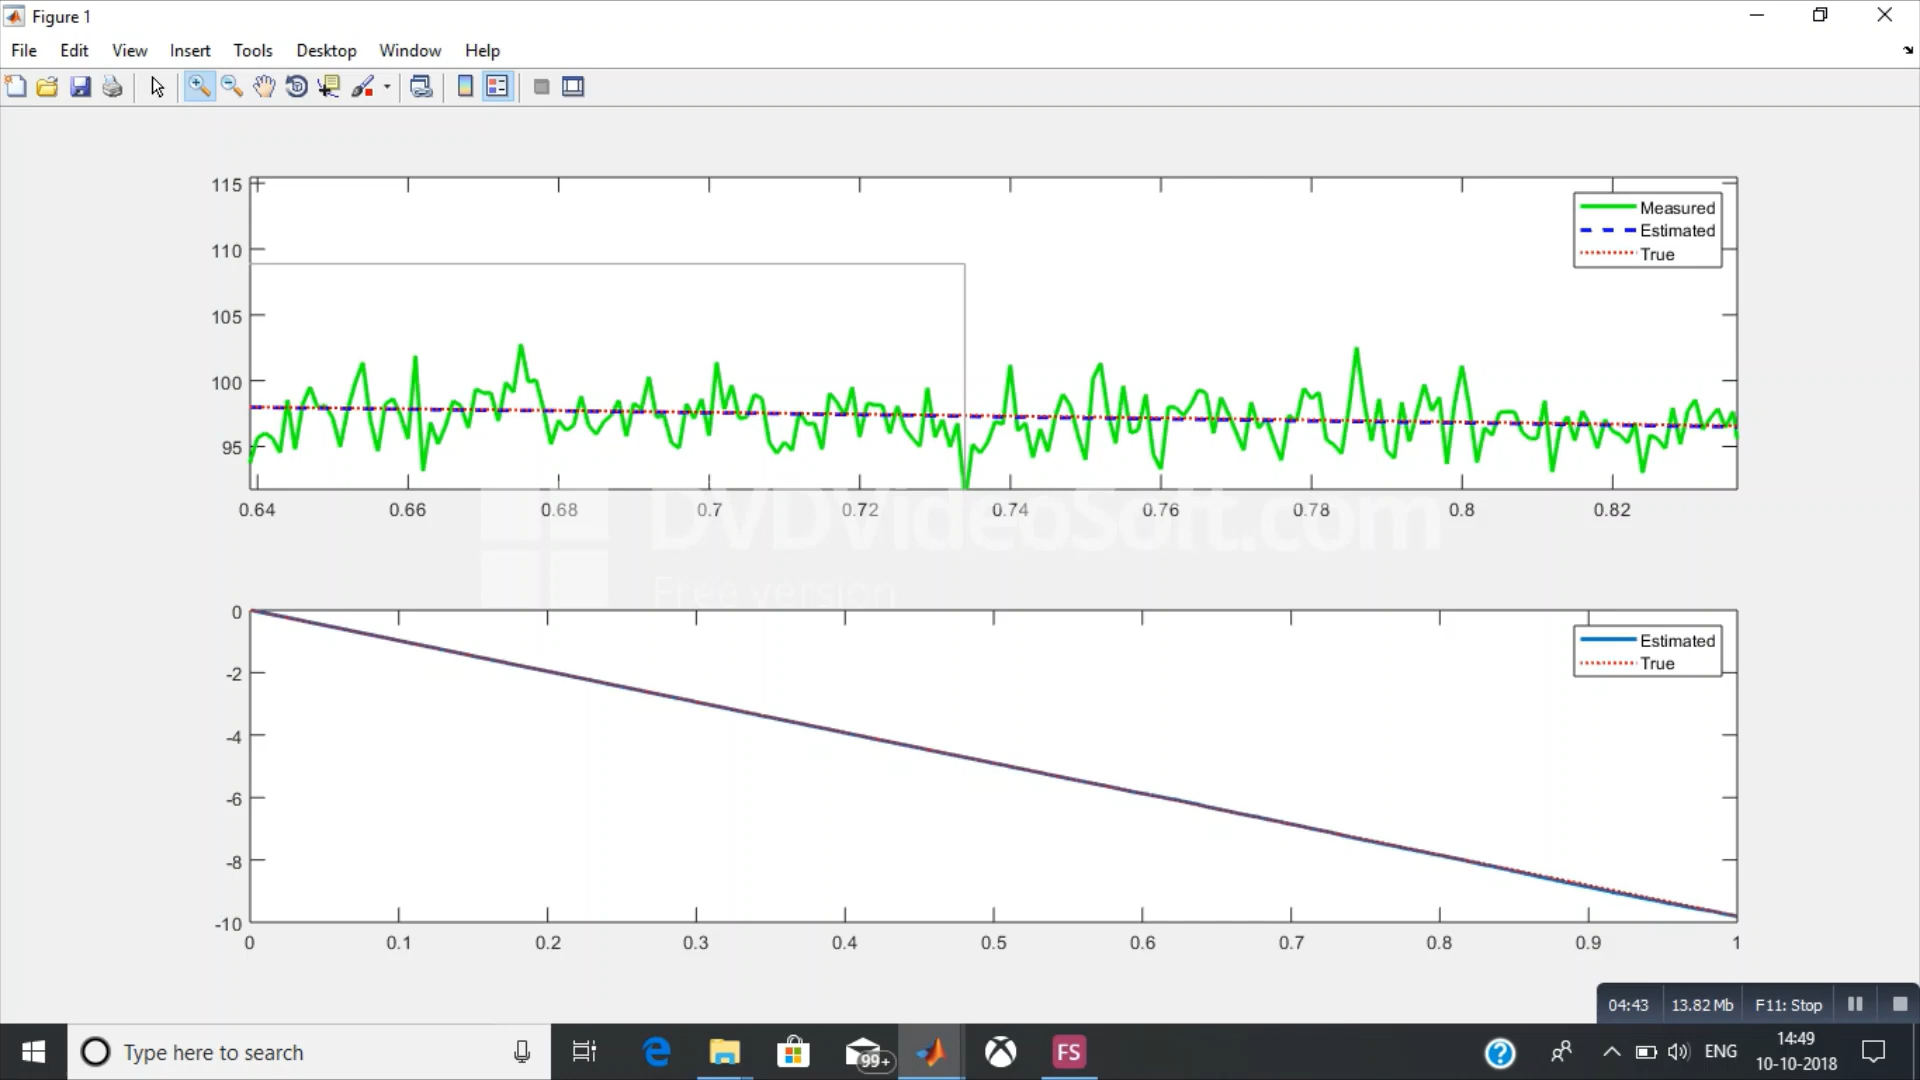 Figure 1
File Edit View Insert Tools Desktop Window Help
115
110
105
100
95
0.64 0.66 0.68 0.7 0.72 0.74 0.76 0.78 0.8 0.82
Measured
Estimated
True
DVDVideoSoft.com
Free version
0
-2
-4
-6
-8
-10
0 0.1 0.2 0.3 0.4 0.5 0.6 0.7 0.8 0.9 1
Estimated
True
04:43 13.82 Mb F11: Stop
Type here to search
99+
FS
?
ENG
14:49
10-10-2018